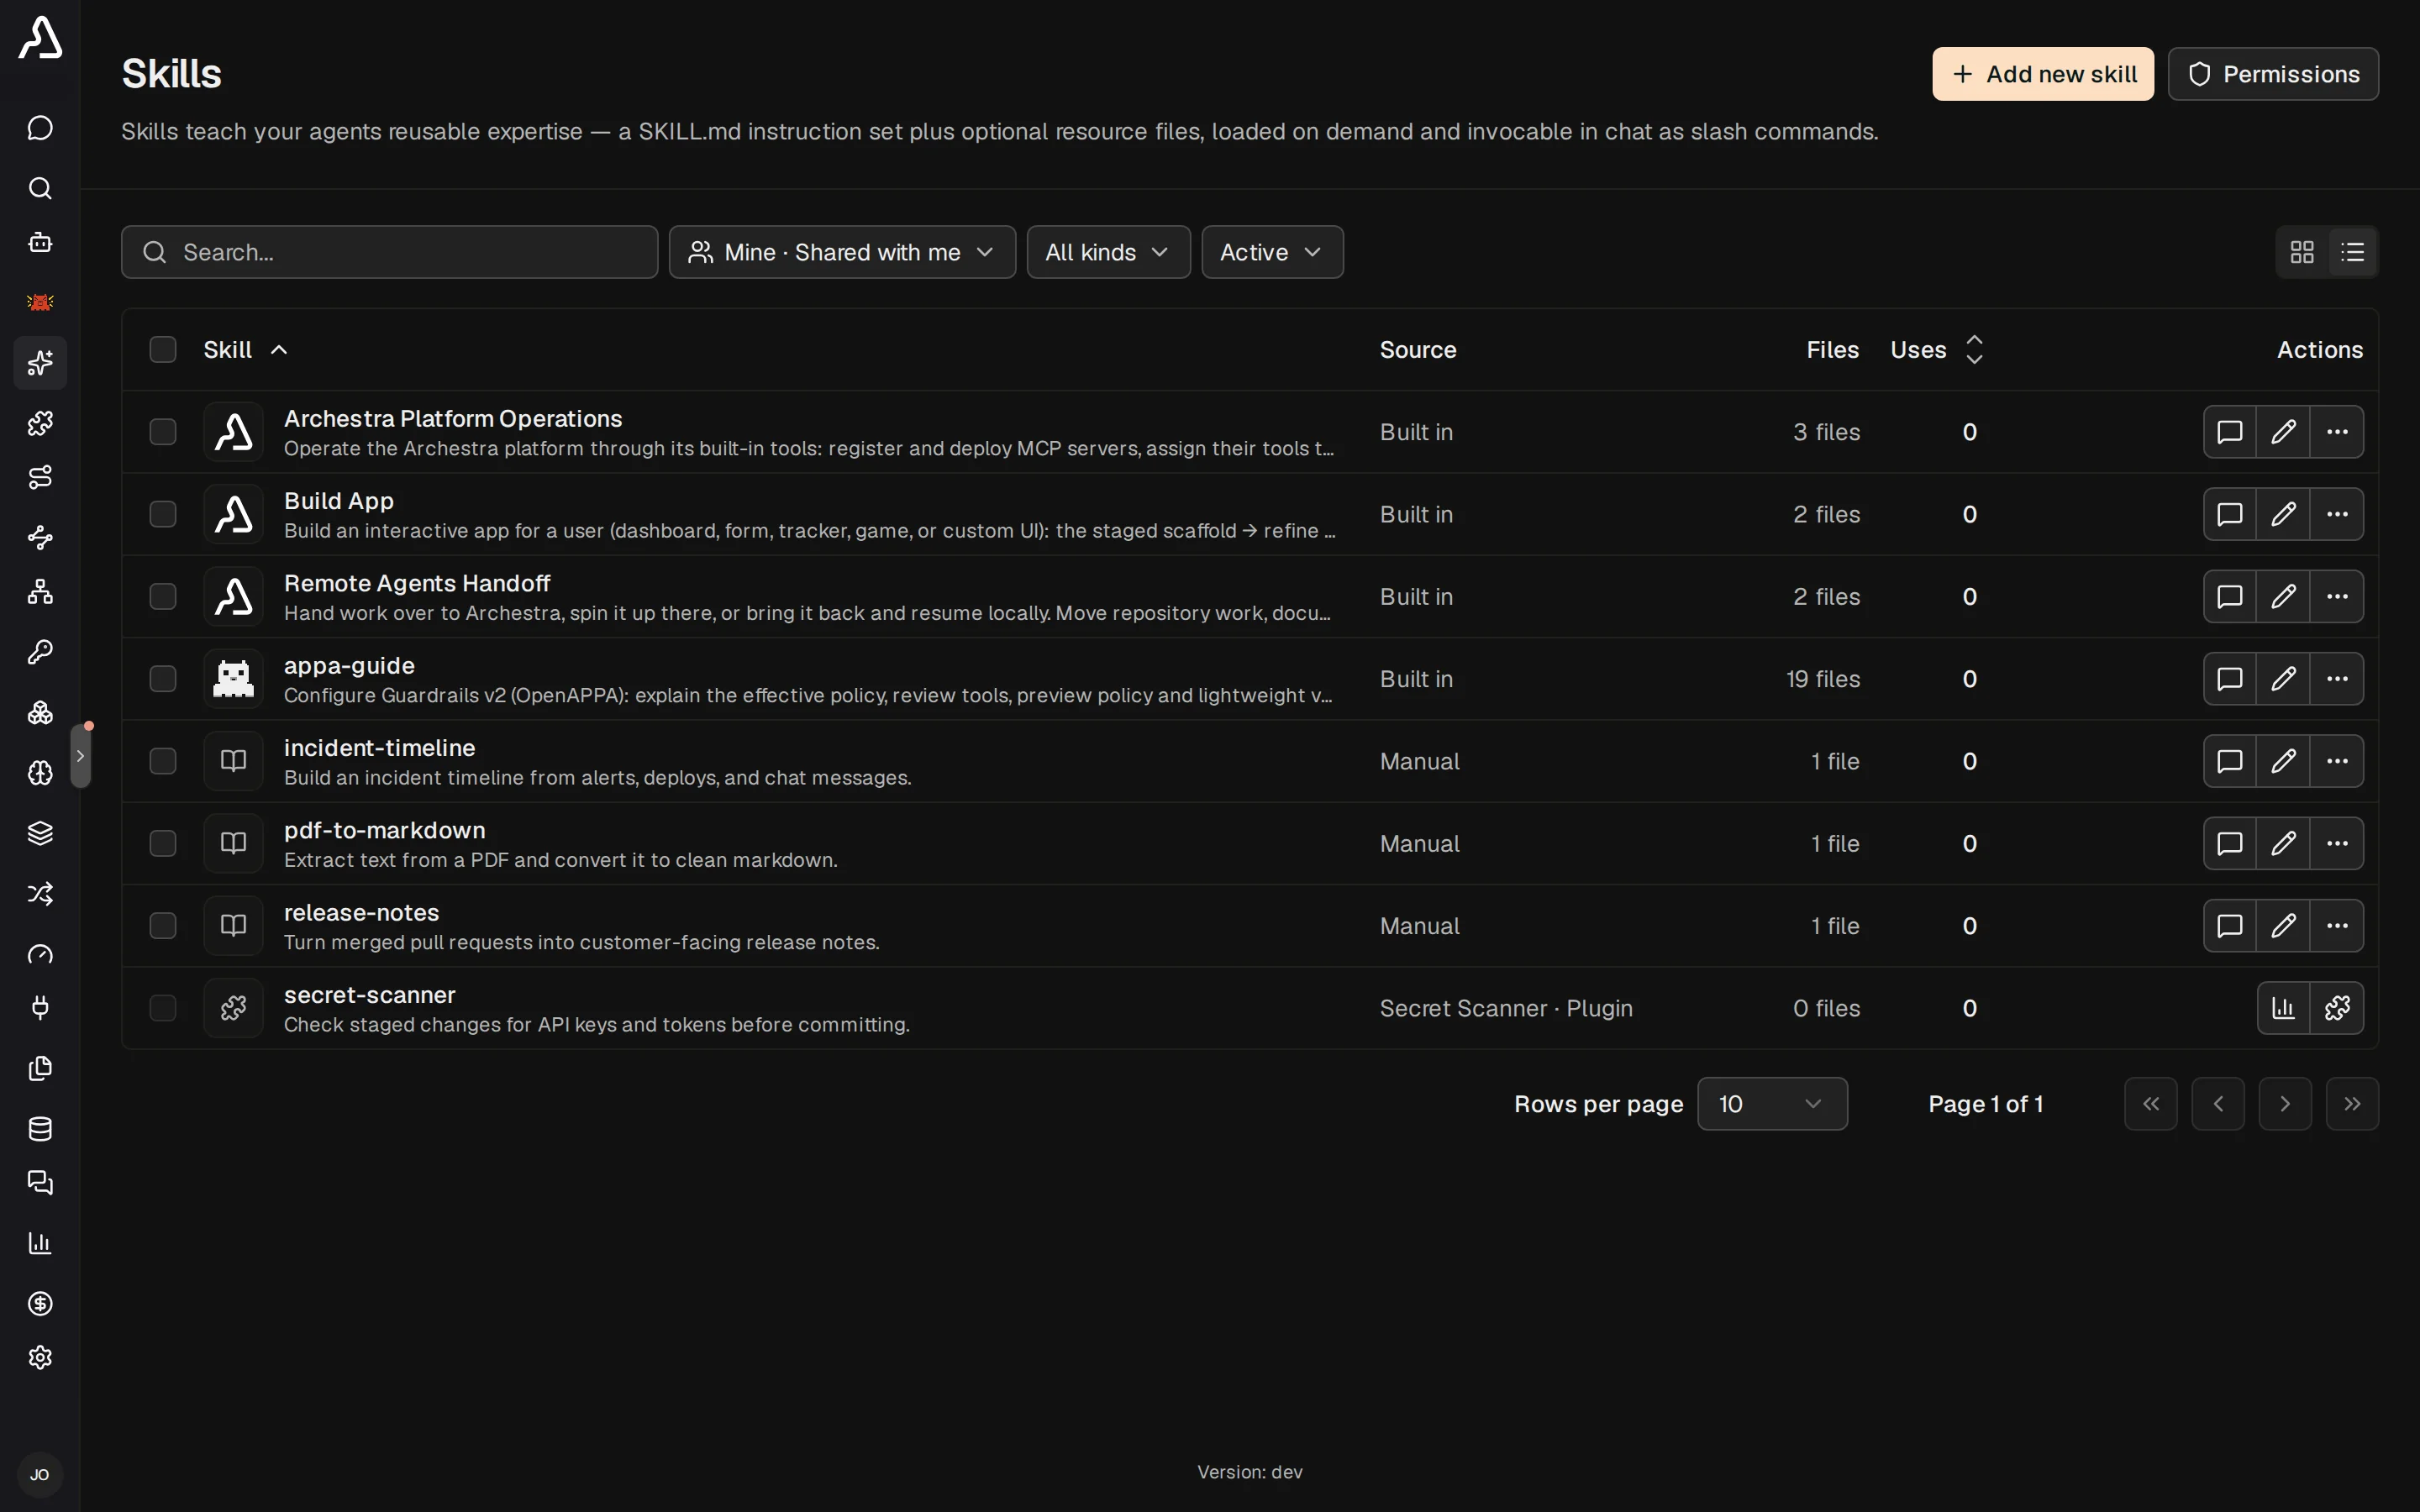 Skills
Add new skill
Permissions
Skills teach your agents reusable expertise — a SKILL.md instruction set plus optional resource files, loaded on demand and invocable in chat as slash commands.
Search...
Mine · Shared with me
All kinds
Active
Skill
Source
Files
Uses
Actions
Archestra Platform Operations
Operate the Archestra platform through its built-in tools: register and deploy MCP servers, assign their tools t...
Built in
3 files
0
Build App
Build an interactive app for a user (dashboard, form, tracker, game, or custom UI): the staged scaffold → refine ...
Built in
2 files
0
Remote Agents Handoff
Hand work over to Archestra, spin it up there, or bring it back and resume locally. Move repository work, docu...
Built in
2 files
0
appa-guide
Configure Guardrails v2 (OpenAPPA): explain the effective policy, review tools, preview policy and lightweight v...
Built in
19 files
0
incident-timeline
Build an incident timeline from alerts, deploys, and chat messages.
Manual
1 file
0
pdf-to-markdown
Extract text from a PDF and convert it to clean markdown.
Manual
1 file
0
release-notes
Turn merged pull requests into customer-facing release notes.
Manual
1 file
0
secret-scanner
Check staged changes for API keys and tokens before committing.
Secret Scanner · Plugin
0 files
0
Rows per page
10
Page 1 of 1
JO
Version: dev